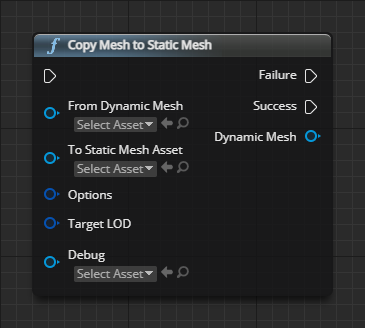 f Copy Mesh to Static Mesh
Failure
From Dynamic Mesh
Success
Select Asset
Dynamic Mesh
To Static Mesh Asset
Select Asset
Options
Target LOD
Debug
Select Asset